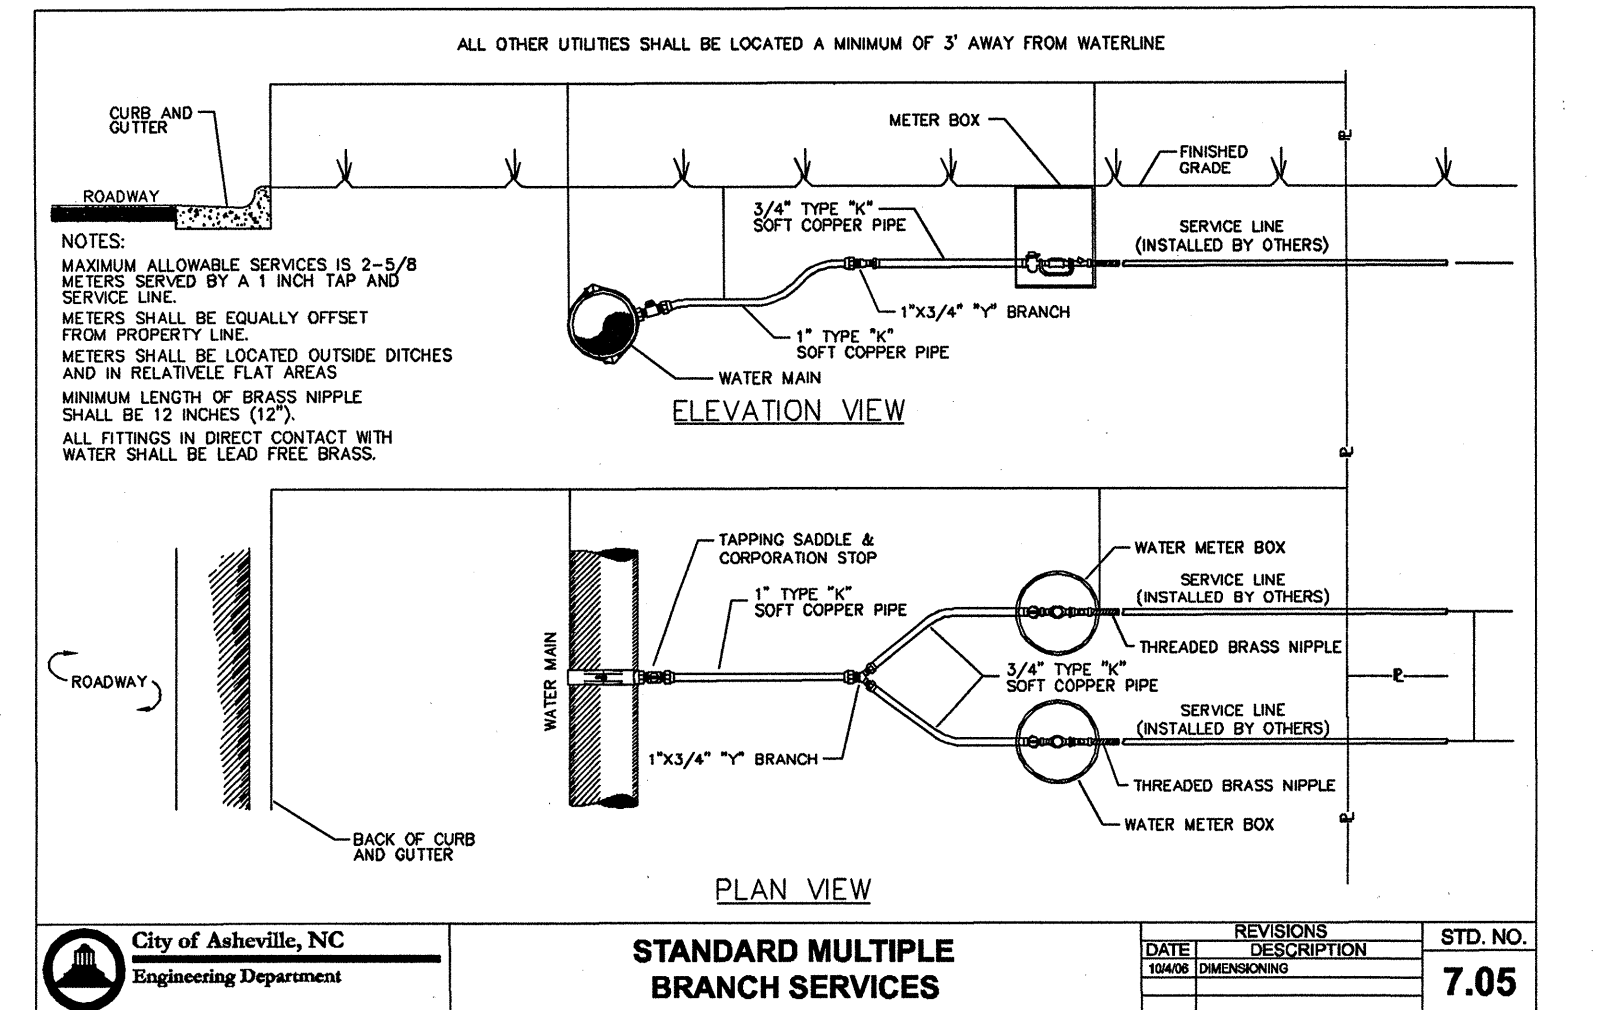 ALL OTHER UTILITIES SHALL BE LOCATED A MINIMUM OF 3' AWAY FROM WATERLINE
CURB AND
GUTTER
METER BOX
FINISHED
GRADE
ROADWAY
3/4" TYPE "K"
SOFT COPPER PIPE
SERVICE LINE
(INSTALLED BY OTHERS)
NOTES:
MAXIMUM ALLOWABLE SERVICES IS 2-5/8
METERS SERVED BY A 1 INCH TAP AND
SERVICE LINE.
METERS SHALL BE EQUALLY OFFSET
FROM PROPERTY LINE.
METERS SHALL BE LOCATED OUTSIDE DITCHES
AND IN RELATIVELE FLAT AREAS
MINIMUM LENGTH OF BRASS NIPPLE
SHALL BE 12 INCHES (12").
ALL FITTINGS IN DIRECT CONTACT WITH
WATER SHALL BE LEAD FREE BRASS.
1"X3/4" "Y" BRANCH
1" TYPE "K"
SOFT COPPER PIPE
WATER MAIN
ELEVATION VIEW
PL
PL
TAPPING SADDLE &
CORPORATION STOP
1" TYPE "K"
SOFT COPPER PIPE
WATER METER BOX
SERVICE LINE
(INSTALLED BY OTHERS)
THREADED BRASS NIPPLE
WATER MAIN
ROADWAY
3/4" TYPE "K"
SOFT COPPER PIPE
PL
SERVICE LINE
(INSTALLED BY OTHERS)
1"X3/4" "Y" BRANCH
THREADED BRASS NIPPLE
WATER METER BOX
PL
BACK OF CURB
AND GUTTER
PLAN VIEW
City of Asheville, NC
Engineering Department
STANDARD MULTIPLE
BRANCH SERVICES
REVISIONS
DATE DESCRIPTION
10/4/06 DIMENSIONING
STD. NO.
7.05